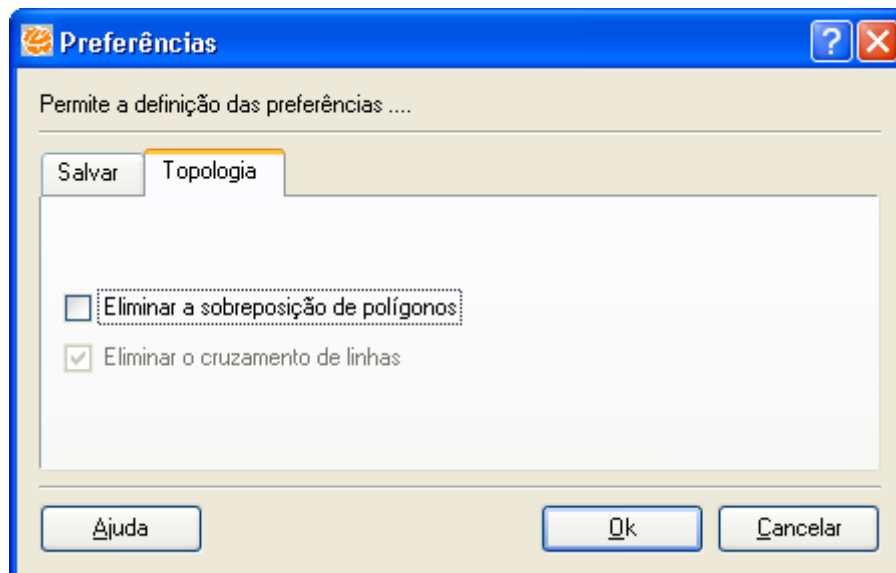 Preferências
Permite a definição das preferências ....
Salvar Topologia
Eliminar a sobreposição de polígonos
Eliminar o cruzamento de linhas
Ajuda Ok Cancelar